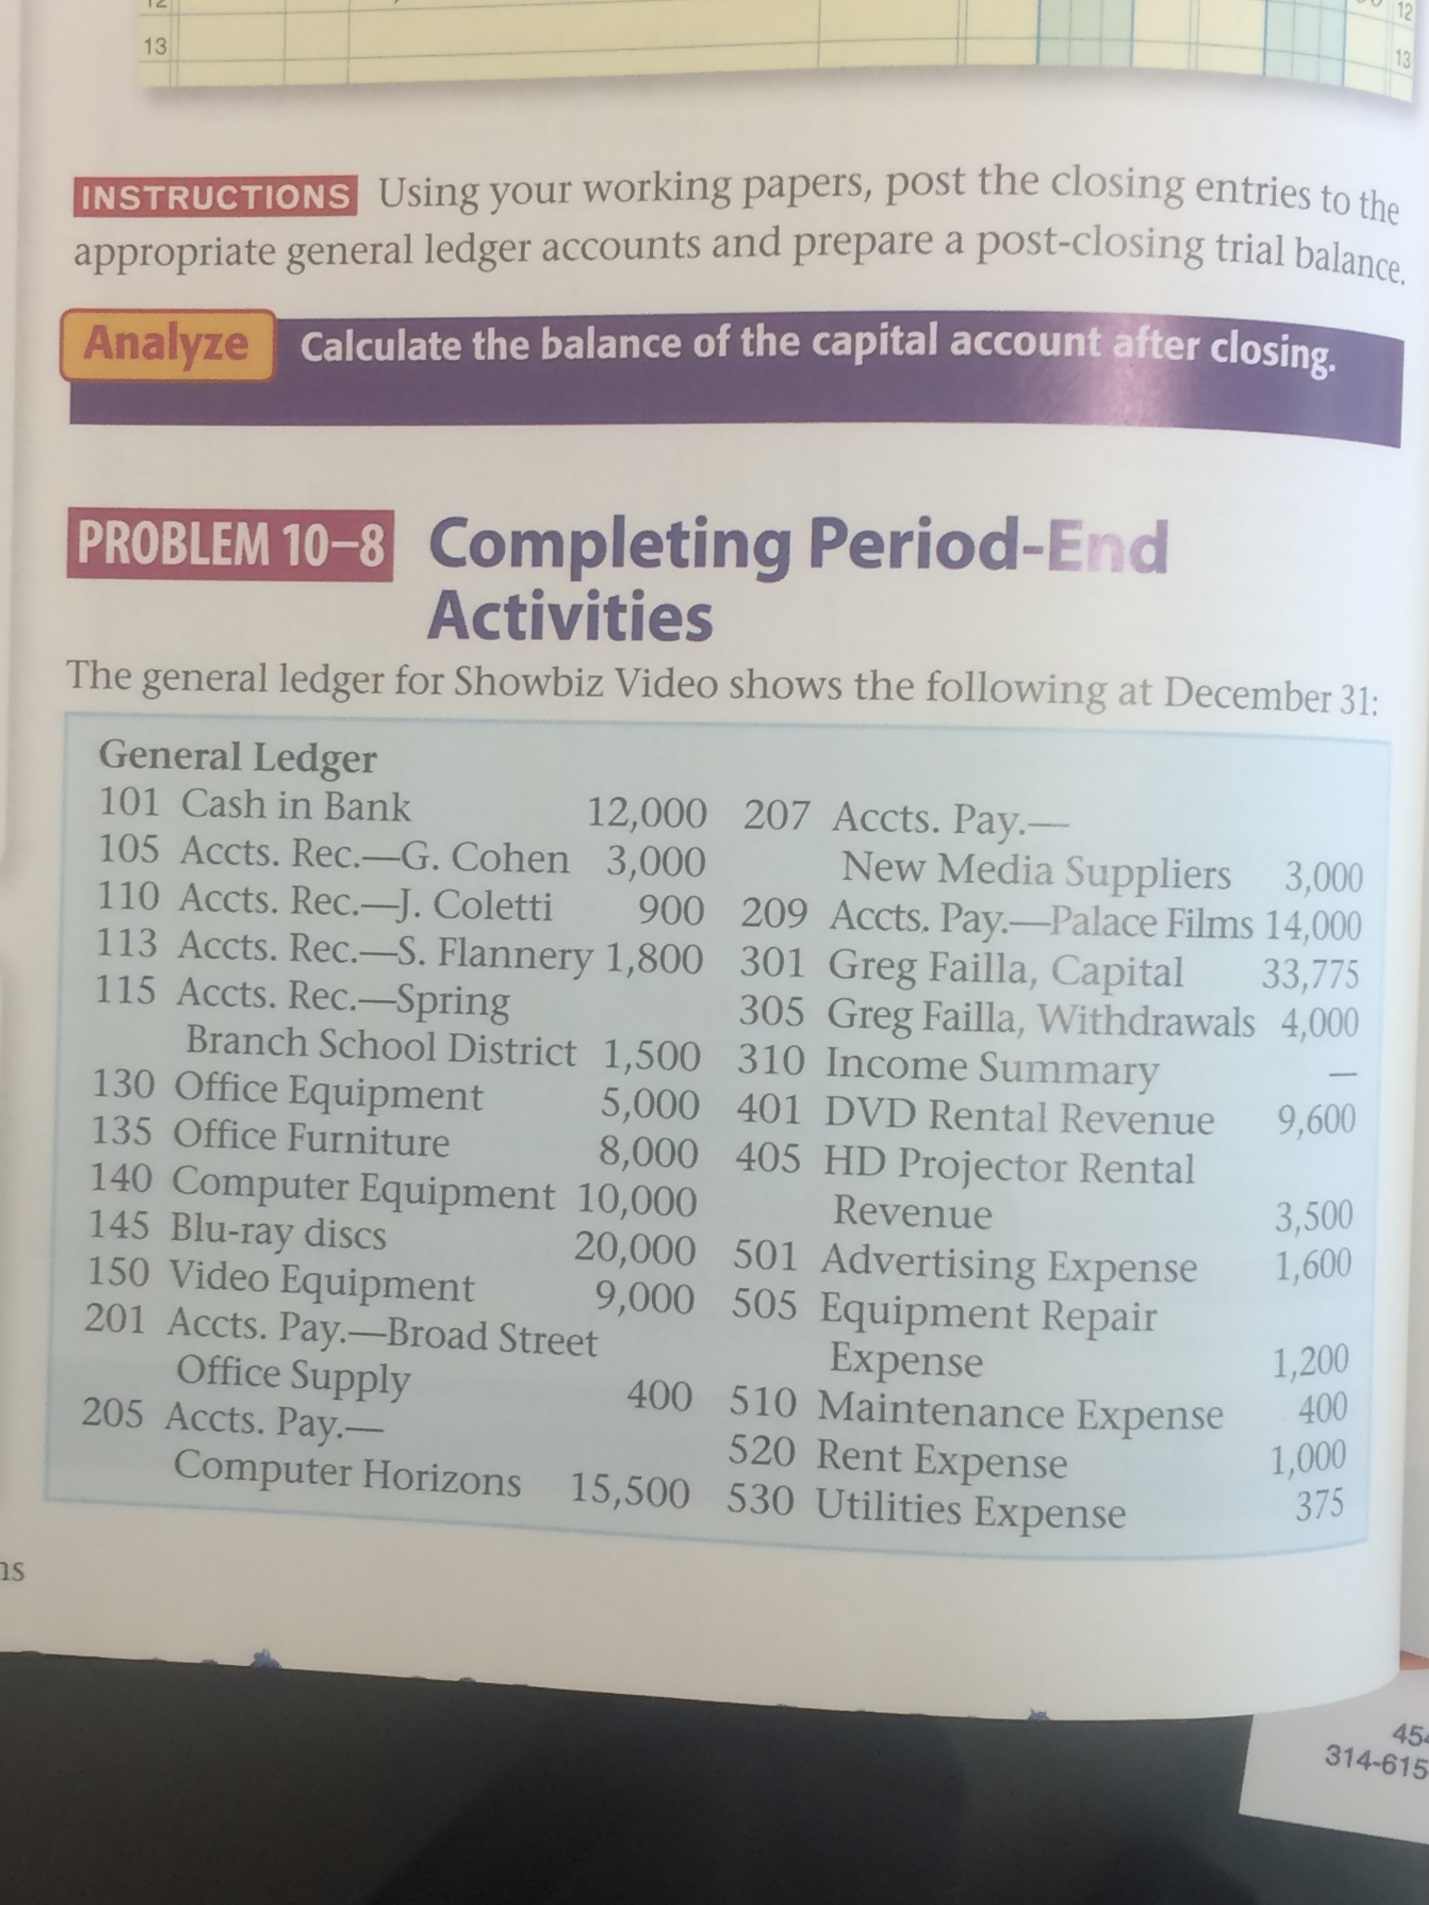 12
12
13
13
INSTRUCTIONS Using your working papers, post the closing entries to the
appropriate general ledger accounts and prepare a post-closing trial balance.
Analyze Calculate the balance of the capital account after closing.
PROBLEM 10–8 Completing Period-End
Activities
The general ledger for Showbiz Video shows the following at December 31:
General Ledger
101 Cash in Bank 12,000
105 Accts. Rec.—G. Cohen 3,000
110 Accts. Rec.—J. Coletti 900
113 Accts. Rec.—S. Flannery 1,800
115 Accts. Rec.—Spring
Branch School District 1,500
130 Office Equipment 5,000
135 Office Furniture 8,000
140 Computer Equipment 10,000
145 Blu-ray discs 20,000
150 Video Equipment 9,000
201 Accts. Pay.—Broad Street
Office Supply 400
205 Accts. Pay.—
Computer Horizons 15,500
207 Accts. Pay.—
New Media Suppliers 3,000
209 Accts. Pay.—Palace Films 14,000
301 Greg Failla, Capital 33,775
305 Greg Failla, Withdrawals 4,000
310 Income Summary —
401 DVD Rental Revenue 9,600
405 HD Projector Rental
Revenue 3,500
501 Advertising Expense 1,600
505 Equipment Repair
Expense 1,200
510 Maintenance Expense 400
520 Rent Expense 1,000
530 Utilities Expense 375
ns
454
314-615